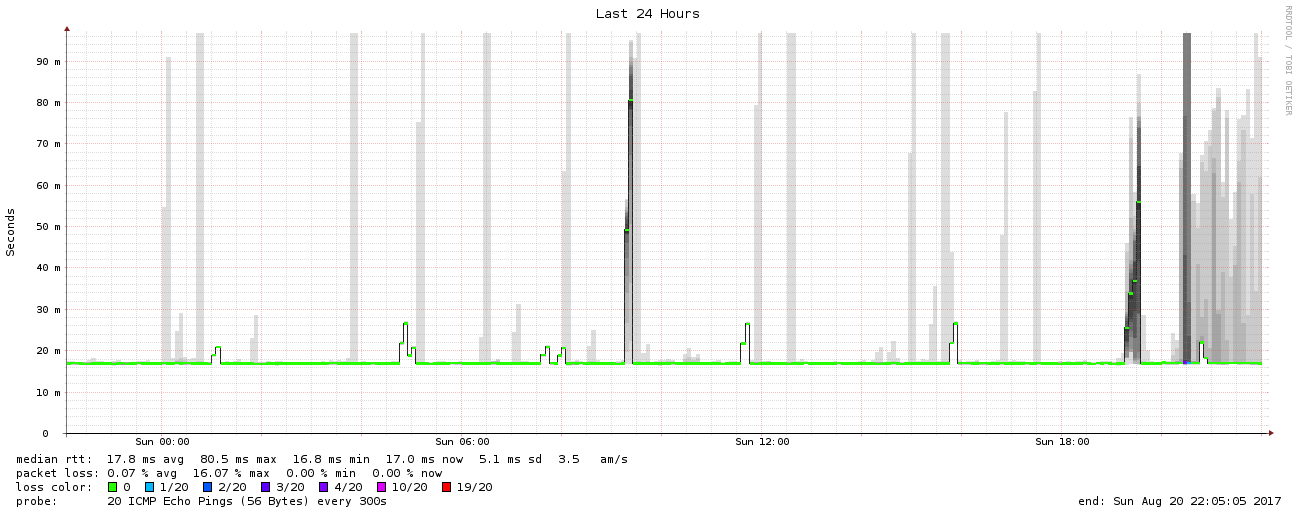 Last 24 Hours
RRDTOOL / TOBI OETIKER
Seconds
90 m
80 m
70 m
60 m
50 m
40 m
30 m
20 m
10 m
0
Sun 00:00 Sun 06:00 Sun 12:00 Sun 18:00
median rtt: 17.8 ms avg 80.5 ms max 16.8 ms min 17.0 ms now 5.1 ms sd 3.5 am/s
packet loss: 0.07 % avg 16.07 % max 0.00 % min 0.00 % now
loss color: 0 1/20 2/20 3/20 4/20 10/20 19/20
probe: 20 ICMP Echo Pings (56 Bytes) every 300s end: Sun Aug 20 22:05:05 2017